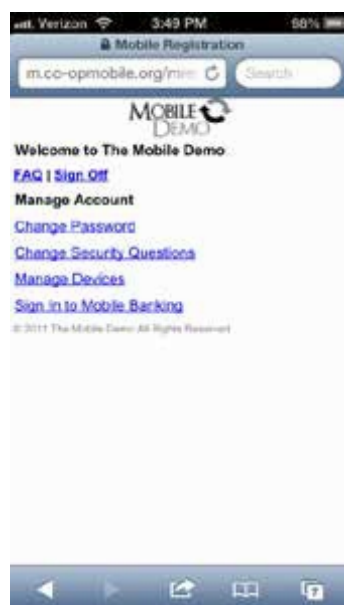 Verizon 3:49 PM 68%
Mobile Registration
m.co-opmobile.org/mre Search
MOBILE
DEMO
Welcome to The Mobile Demo
FAQ | Sign Off
Manage Account
Change Password
Change Security Questions
Manage Devices
Sign in to Mobile Banking
© 2011 The Mobile Demo All Rights Reserved